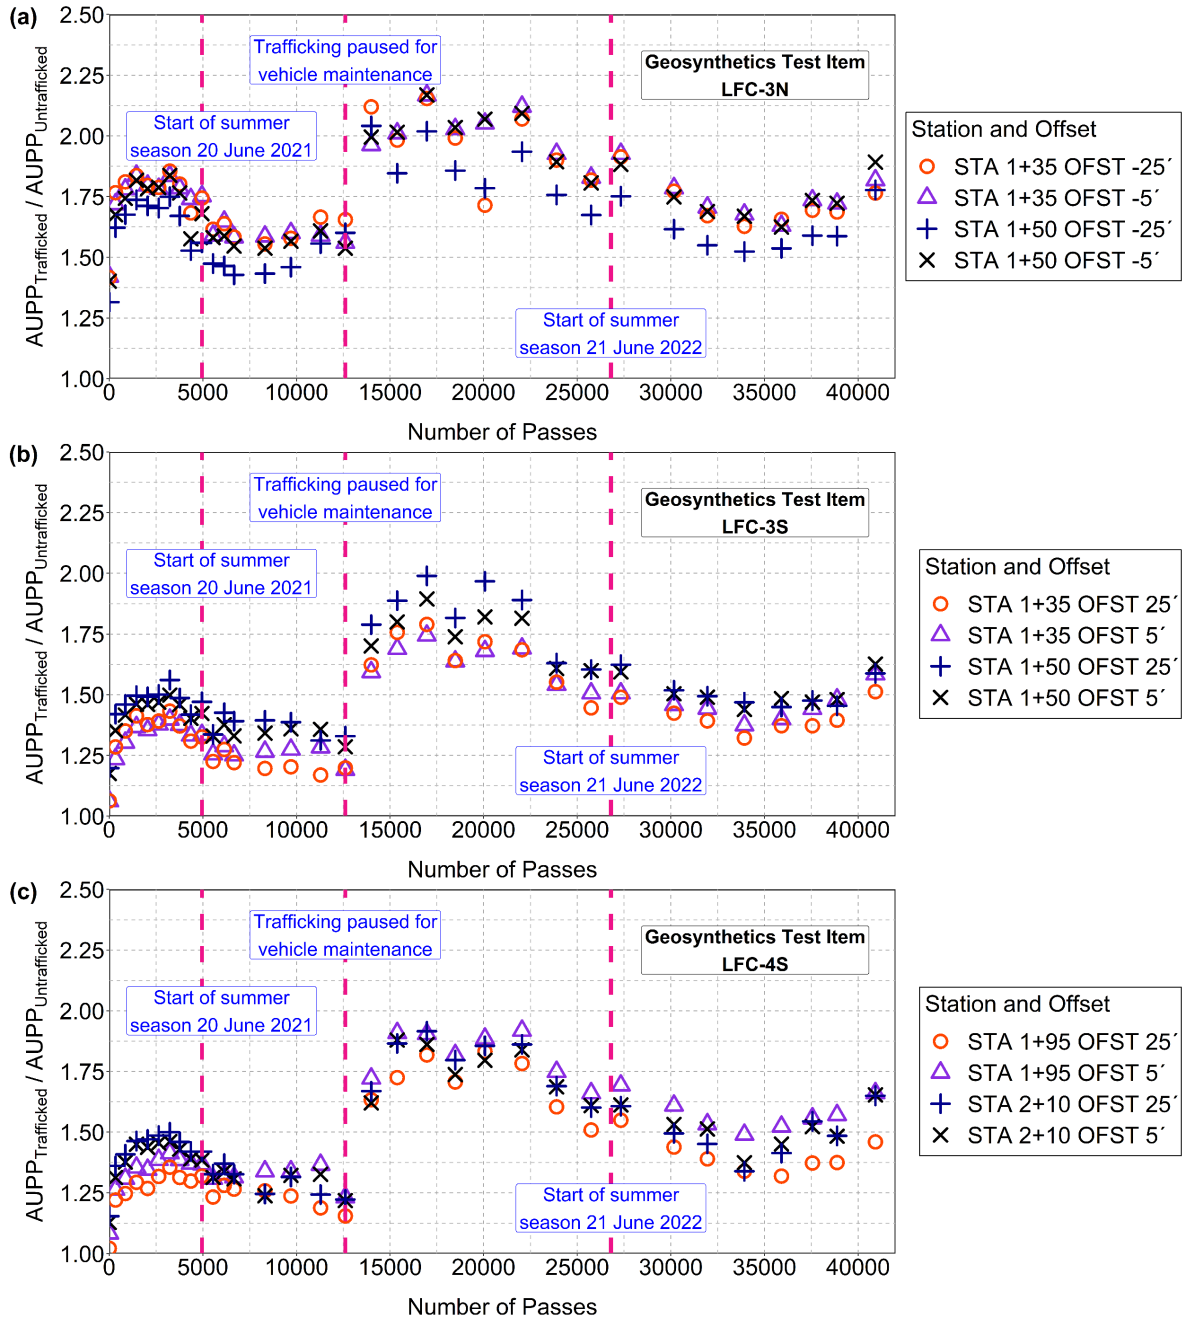 (a)
AUPP_Trafficked / AUPP_Untrafficked
2.50
2.25
2.00
1.75
1.50
1.25
1.00
Trafficking paused for
vehicle maintenance
Start of summer
season 20 June 2021
Geosynthetics Test Item
LFC-3N
Start of summer
season 21 June 2022
0 5000 10000 15000 20000 25000 30000 35000 40000
Number of Passes
Station and Offset
STA 1+35 OFST -25´
STA 1+35 OFST -5´
STA 1+50 OFST -25´
STA 1+50 OFST -5´
(b)
AUPP_Trafficked / AUPP_Untrafficked
2.50
2.25
2.00
1.75
1.50
1.25
1.00
Trafficking paused for
vehicle maintenance
Start of summer
season 20 June 2021
Geosynthetics Test Item
LFC-3S
Start of summer
season 21 June 2022
0 5000 10000 15000 20000 25000 30000 35000 40000
Number of Passes
Station and Offset
STA 1+35 OFST 25´
STA 1+35 OFST 5´
STA 1+50 OFST 25´
STA 1+50 OFST 5´
(c)
AUPP_Trafficked / AUPP_Untrafficked
2.50
2.25
2.00
1.75
1.50
1.25
1.00
Trafficking paused for
vehicle maintenance
Start of summer
season 20 June 2021
Geosynthetics Test Item
LFC-4S
Start of summer
season 21 June 2022
0 5000 10000 15000 20000 25000 30000 35000 40000
Number of Passes
Station and Offset
STA 1+95 OFST 25´
STA 1+95 OFST 5´
STA 2+10 OFST 25´
STA 2+10 OFST 5´